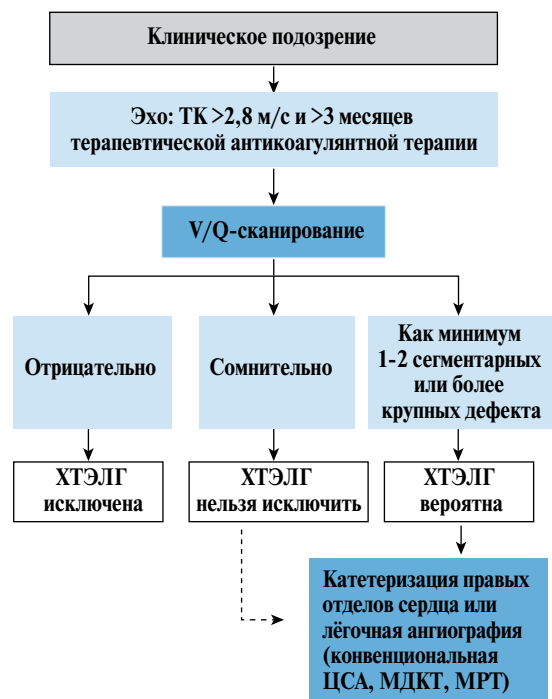 Клиническое подозрение
Эхо: ТК >2,8 м/с и >3 месяцев
терапевтической антикоагулянтной терапии
V/Q-сканирование
Отрицательно
Сомнительно
Как минимум
1-2 сегментарных
или более
крупных дефекта
ХТЭЛГ
исключена
ХТЭЛГ
нельзя исключить
ХТЭЛГ
вероятна
Катетеризация правых
отделов сердца или
лёгочная ангиография
(конвенциональная
ЦСА, МДКТ, МРТ)